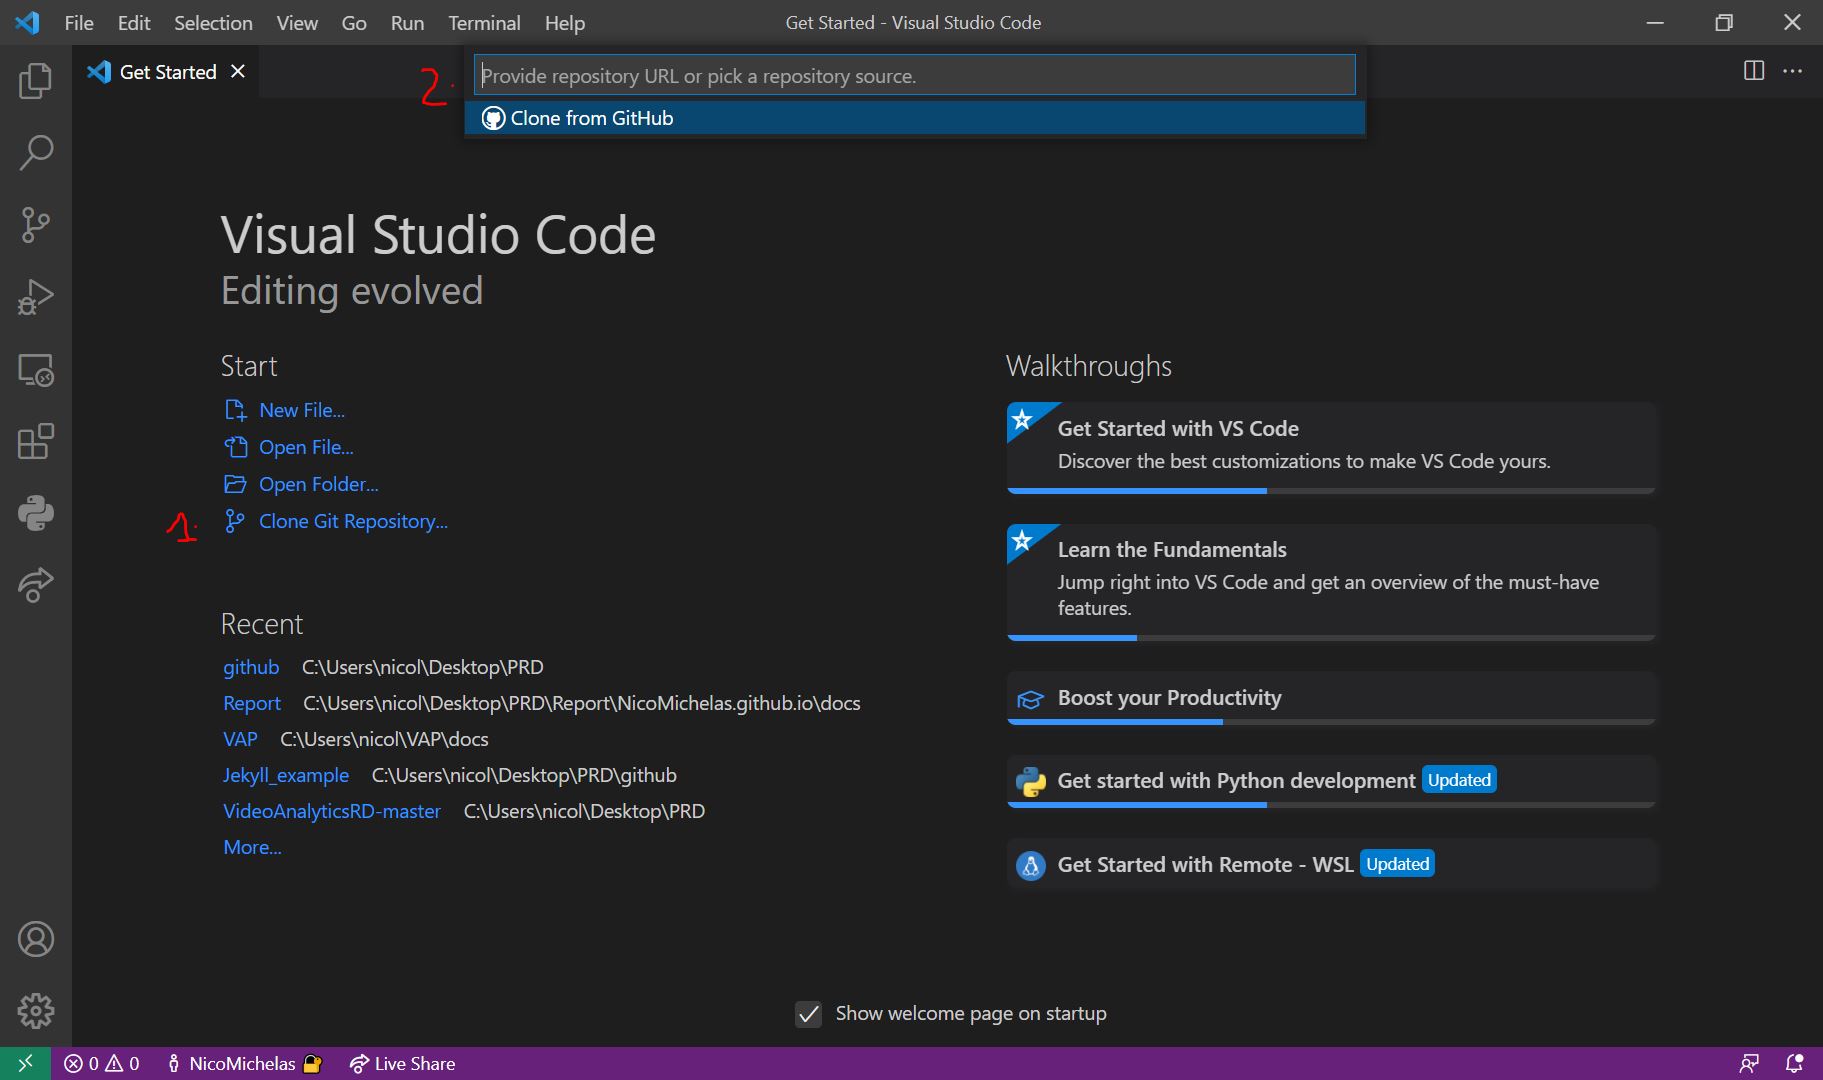 File Edit Selection View Go Run Terminal Help
Get Started - Visual Studio Code
Get Started
2.
Provide repository URL or pick a repository source.
Clone from GitHub
Visual Studio Code
Editing evolved
Start
New File...
Open File...
Open Folder...
1.
Clone Git Repository...
Recent
github C:\Users\nicol\Desktop\PRD
Report C:\Users\nicol\Desktop\PRD\Report\NicoMichelas.github.io\docs
VAP C:\Users\nicol\VAP\docs
Jekyll_example C:\Users\nicol\Desktop\PRD\github
VideoAnalyticsRD-master C:\Users\nicol\Desktop\PRD
More...
Walkthroughs
Get Started with VS Code
Discover the best customizations to make VS Code yours.
Learn the Fundamentals
Jump right into VS Code and get an overview of the must-have
features.
Boost your Productivity
Get started with Python development Updated
Get Started with Remote - WSL Updated
Show welcome page on startup
0 0 NicoMichelas Live Share